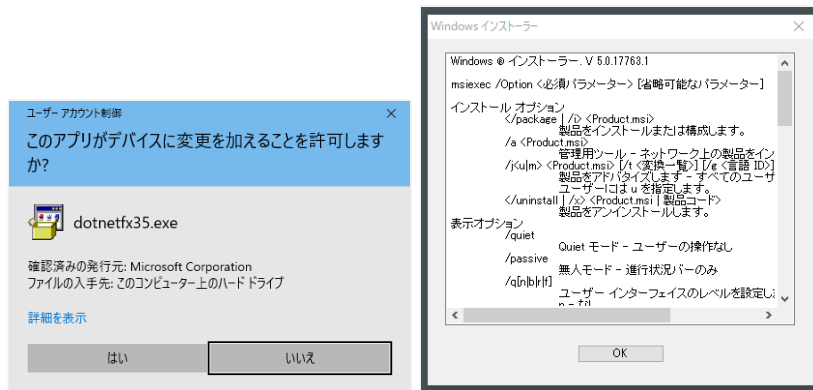 ユーザー アカウント制御
このアプリがデバイスに変更を加えることを許可します
か?
dotnetfx35.exe
確認済みの発行元: Microsoft Corporation
ファイルの入手先: このコンピューター上のハード ドライブ
詳細を表示
はい
いいえ
Windows インストーラー
Windows ® インストーラー. V 5.0.17763.1
msiexec /Option <必須パラメーター> [省略可能なパラメーター]
インストール オプション
</package | /i> <Product.msi>
製品をインストールまたは構成します。
/a <Product.msi>
管理用ツール - ネットワーク上の製品をイン
/j<u|m> <Product.msi> [/t <変換一覧>] [/g <言語 ID>]
製品をアドバタイズします - すべてのユーザ
ユーザーには u を指定します。
</uninstall | /x> <Product.msi | 製品コード>
製品をアンインストールします。
表示オプション
/quiet
Quiet モード - ユーザーの操作なし
/passive
無人モード - 進行状況バーのみ
/q[n|b|r|f]
ユーザー インターフェイスのレベルを設定し
n - なし
OK